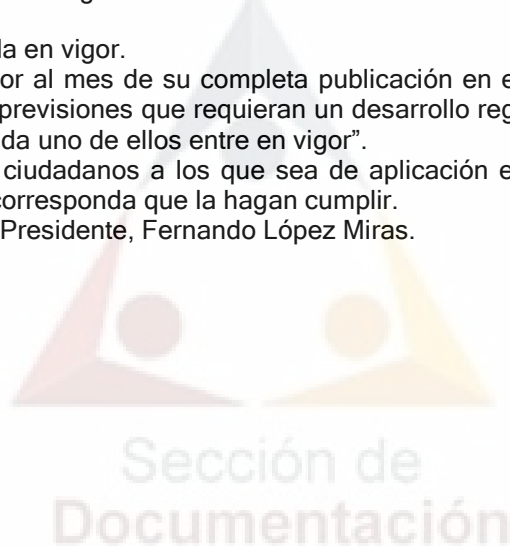 la en vigor.
or al mes de su completa publicación en e
previsiones que requieran un desarrollo reg
da uno de ellos entre en vigor”.
ciudadanos a los que sea de aplicación e
corresponda que la hagan cumplir.
Presidente, Fernando López Miras.
Sección de
Documentación